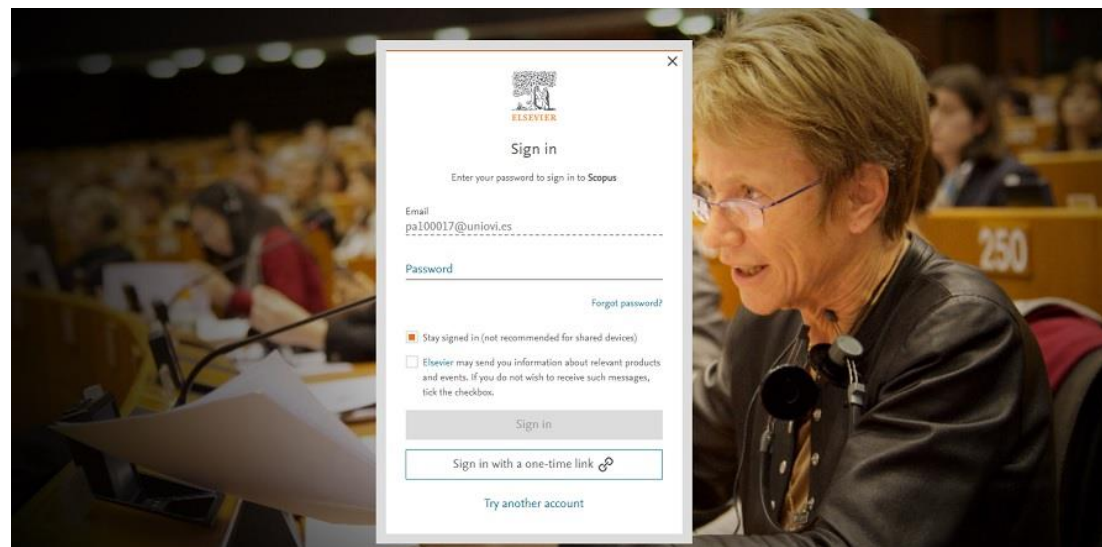 ELSEVIER
Sign in
Enter your password to sign in to Scopus
Email
pa100017@uniovi.es
Password
Forgot password?
Stay signed in (not recommended for shared devices)
Elsevier may send you information about relevant products
and events. If you do not wish to receive such messages,
tick the checkbox.
Sign in
Sign in with a one-time link
Try another account
250